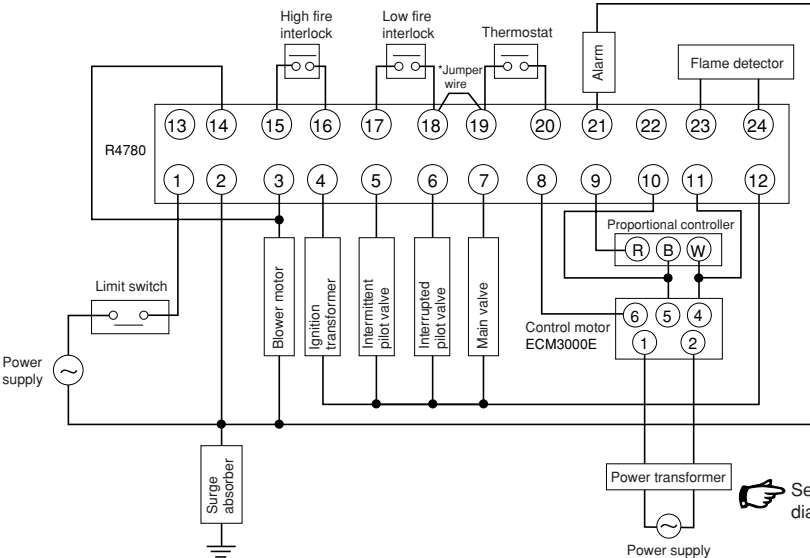 High fire
interlock
Low fire
interlock
Thermostat
*Jumper
wire
Alarm
Flame detector
13 14 15 16 17 18 19 20 21 22 23 24
R4780
1 2 3 4 5 6 7 8 9 10 11 12
Proportional controller
R B W
Limit switch
Blower motor
Ignition
transformer
Intermittent
pilot valve
Interrupted
pilot valve
Main valve
6 5 4
Control motor
ECM3000E
1 2
Power
supply
Surge
absorber
Power transformer
Se
dia
Power supply